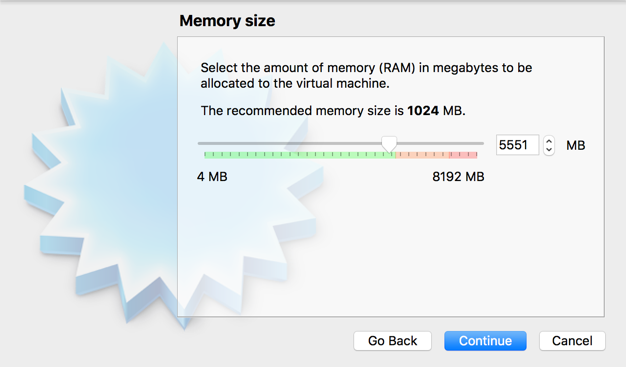 Memory size
Select the amount of memory (RAM) in megabytes to be
allocated to the virtual machine.
The recommended memory size is 1024 MB.
5551 MB
4 MB 8192 MB
Go Back Continue Cancel